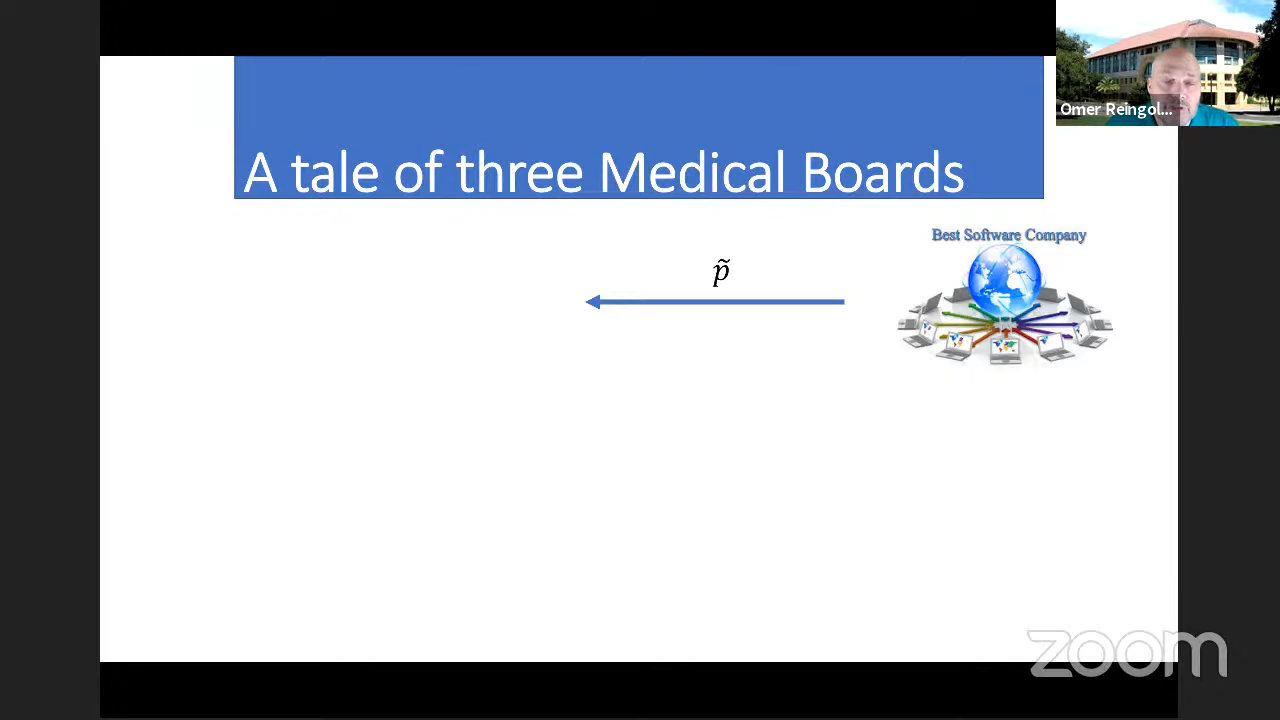 Omer Reingol...
A tale of three Medical Boards
Best Software Company
p̃
zoom